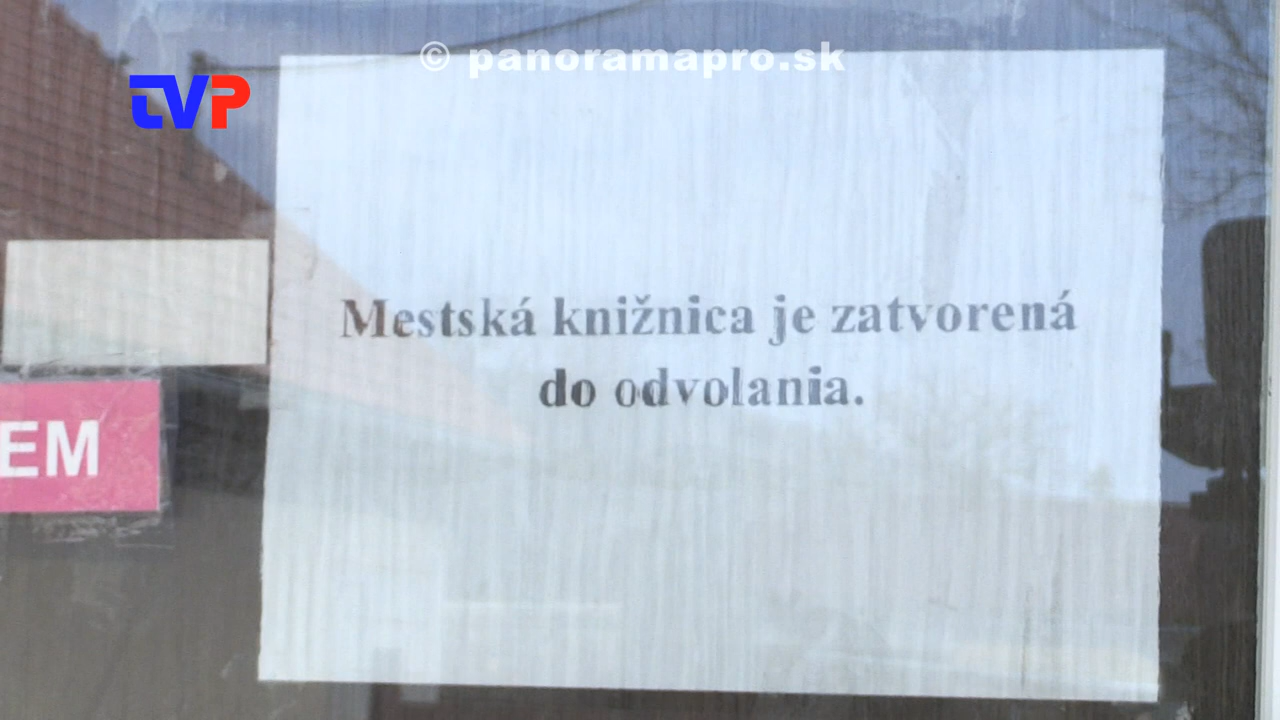 © panoramapro.sk
TVP
Mestská knižnica je zatvorená
do odvolania.
EM